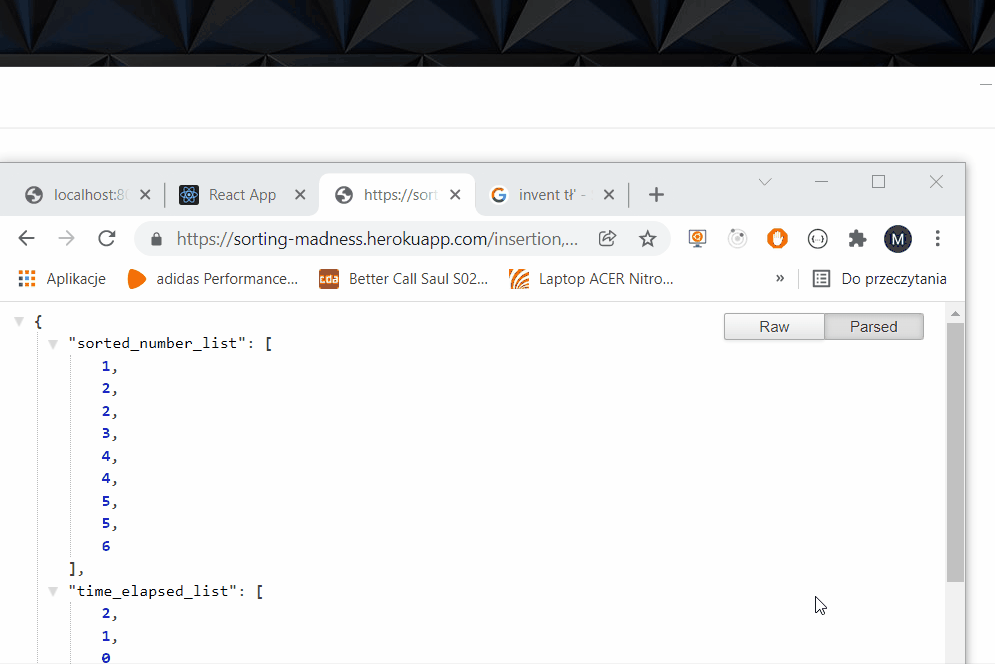 localhost:80
React App
https://sort
invent tł' -
https://sorting-madness.herokuapp.com/insertion,...
M
Aplikacje
adidas Performance...
cda
Better Call Saul S02...
Laptop ACER Nitro...
»
Do przeczytania
Raw
Parsed
{
"sorted_number_list": [
1,
2,
2,
3,
4,
4,
5,
5,
6
],
"time_elapsed_list": [
2,
1,
0